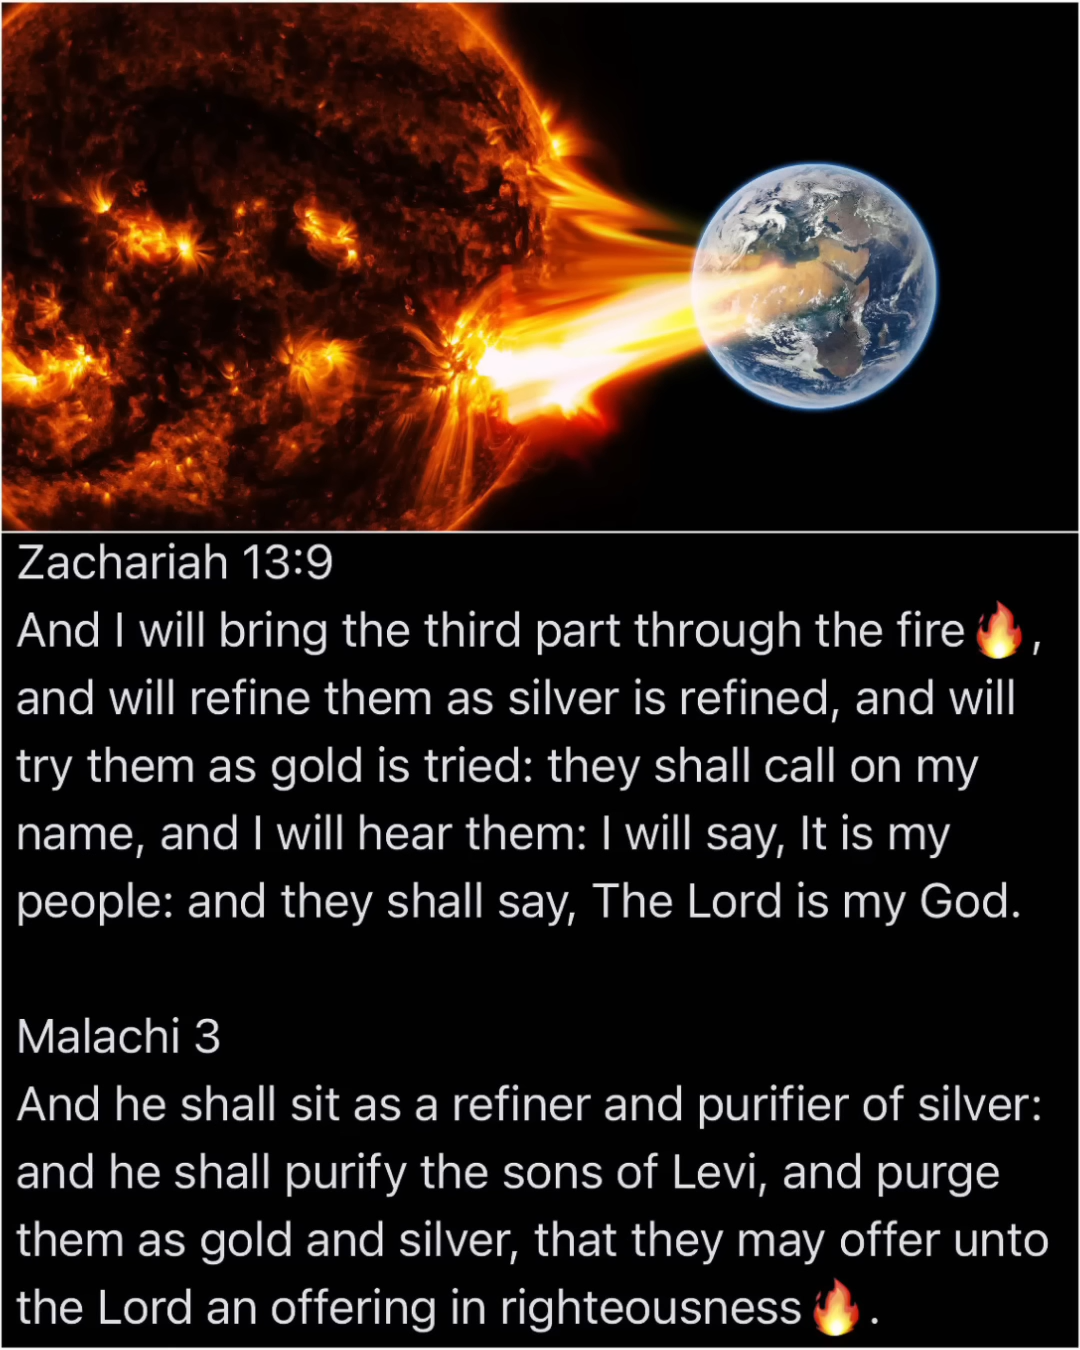 Zachariah 13:9
And I will bring the third part through the fire🔥,
and will refine them as silver is refined, and will
try them as gold is tried: they shall call on my
name, and I will hear them: I will say, It is my
people: and they shall say, The Lord is my God.
Malachi 3
And he shall sit as a refiner and purifier of silver:
and he shall purify the sons of Levi, and purge
them as gold and silver, that they may offer unto
the Lord an offering in righteousness🔥.